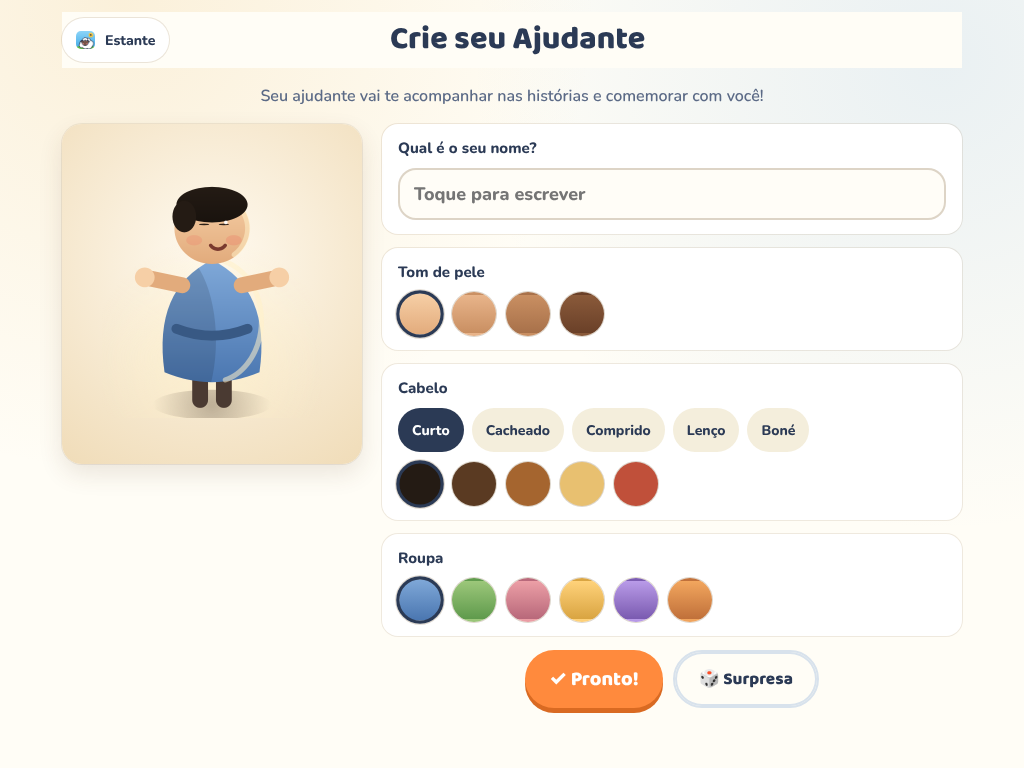 Estante
Crie seu Ajudante
Seu ajudante vai te acompanhar nas histórias e comemorar com você!
Qual é o seu nome?
Toque para escrever
Tom de pele
Cabelo
Curto Cacheado Comprido Lenço Boné
Roupa
✓ Pronto! 🎲 Surpresa